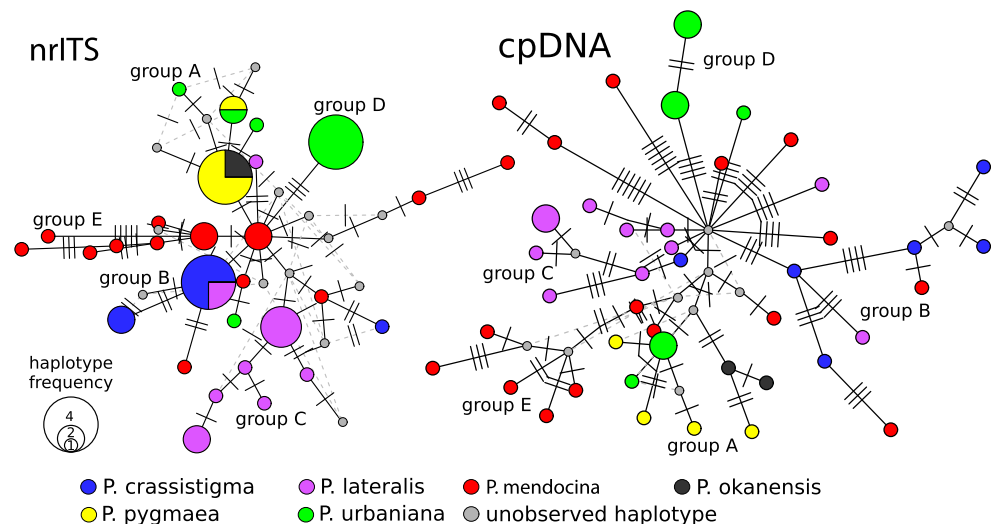 nrITS
cpDNA
group A
group D
group D
group E
group B
group C
group B
group E
group C
group A
haplotype
frequency
4
2
1
P. crassistigma
P. lateralis
P. mendocina
P. okanensis
P. pygmaea
P. urbaniana
unobserved haplotype